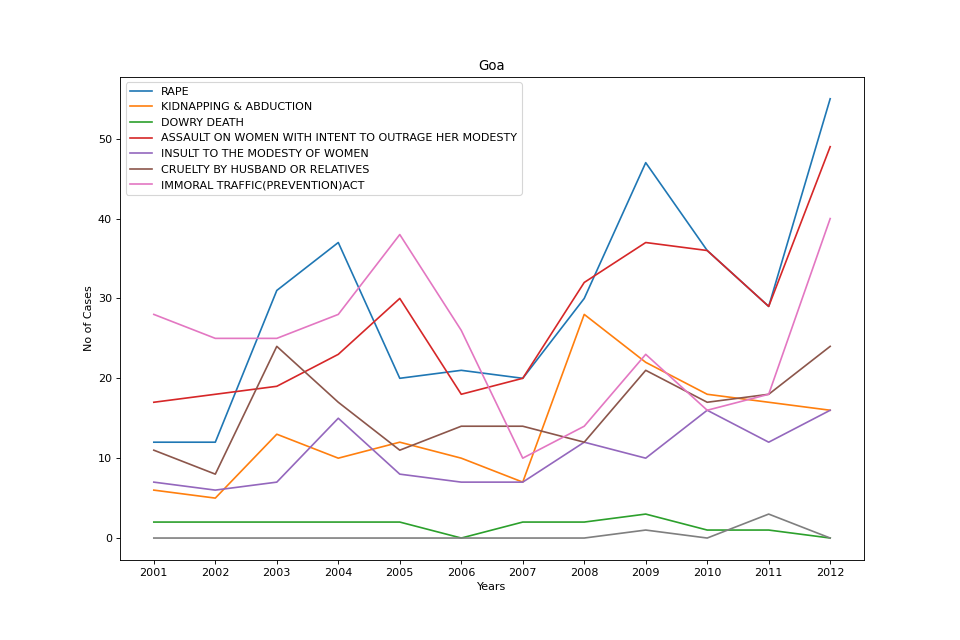 Goa
RAPE
KIDNAPPING & ABDUCTION
DOWRY DEATH
ASSAULT ON WOMEN WITH INTENT TO OUTRAGE HER MODESTY
INSULT TO THE MODESTY OF WOMEN
CRUELTY BY HUSBAND OR RELATIVES
IMMORAL TRAFFIC(PREVENTION)ACT
No of Cases
50
40
30
20
10
0
2001 2002 2003 2004 2005 2006 2007 2008 2009 2010 2011 2012
Years